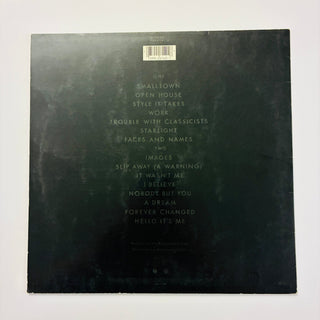 ONE
SMALLTOWN
OPEN HOUSE
STYLE IT TAKES
WORK
TROUBLE WITH CLASSICISTS
STARLIGHT
FACES AND NAMES
TWO
IMAGES
SLIP AWAY (A WARNING)
IT WASN'T ME
I BELIEVE
NOBODY BUT YOU
A DREAM
FOREVER CHANGED
HELLO IT'S ME